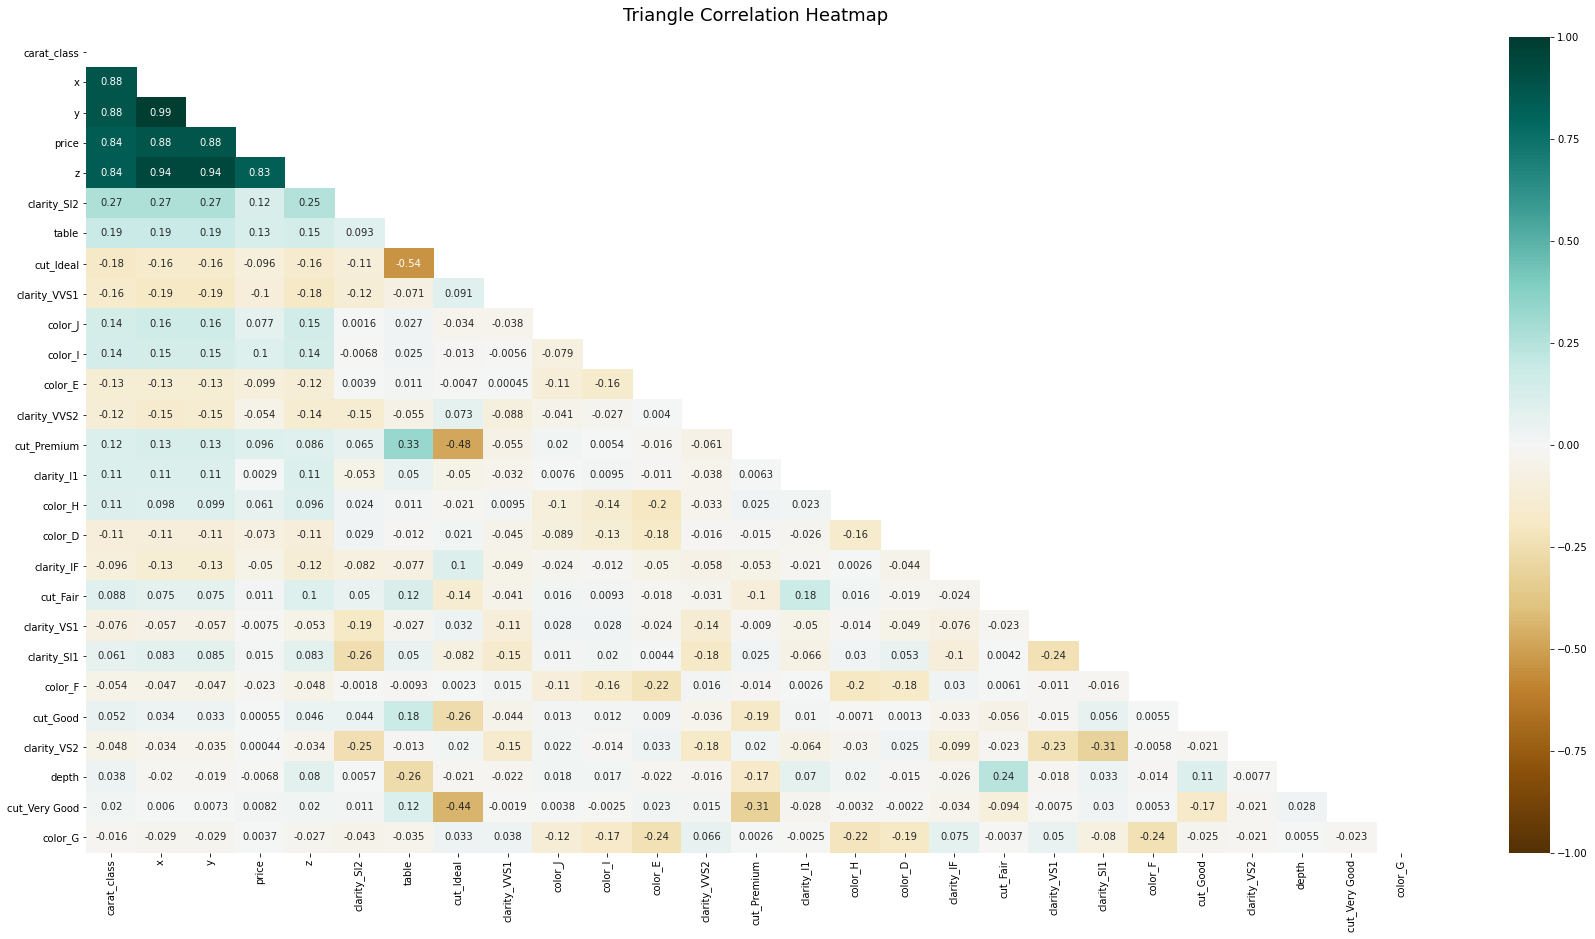 Triangle Correlation Heatmap
carat_class
x 0.88
y 0.88 0.99
price 0.84 0.88 0.88
z 0.84 0.94 0.94 0.83
clarity_SI2 0.27 0.27 0.27 0.12 0.25
table 0.19 0.19 0.19 0.13 0.15 0.093
cut_Ideal -0.18 -0.16 -0.16 -0.096 -0.16 -0.11 -0.54
clarity_VVS1 -0.16 -0.19 -0.19 -0.1 -0.18 -0.12 -0.071 0.091
color_J 0.14 0.16 0.16 0.077 0.15 0.0016 0.027 -0.034 -0.038
color_I 0.14 0.15 0.15 0.1 0.14 -0.0068 0.025 -0.013 -0.0056 -0.079
color_E -0.13 -0.13 -0.13 -0.099 -0.12 0.0039 0.011 -0.0047 0.00045 -0.11 -0.16
clarity_VVS2 -0.12 -0.15 -0.15 -0.054 -0.14 -0.15 -0.055 0.073 -0.088 -0.041 -0.027 0.004
cut_Premium 0.12 0.13 0.13 0.096 0.086 0.065 0.33 -0.48 -0.055 0.02 0.0054 -0.016 -0.061
clarity_I1 0.11 0.11 0.11 0.0029 0.11 -0.053 0.05 -0.05 -0.032 0.0076 0.0095 -0.011 -0.038 0.0063
color_H 0.11 0.098 0.099 0.061 0.096 0.024 0.011 -0.021 0.0095 -0.1 -0.14 -0.2 -0.033 0.025 0.023
color_D -0.11 -0.11 -0.11 -0.073 -0.11 0.029 -0.012 0.021 -0.045 -0.089 -0.13 -0.18 -0.016 -0.015 -0.026 -0.16
clarity_IF -0.096 -0.13 -0.13 -0.05 -0.12 -0.082 -0.077 0.1 -0.049 -0.024 -0.012 -0.05 -0.058 -0.053 -0.021 0.0026 -0.044
cut_Fair 0.088 0.075 0.075 0.011 0.1 0.05 0.12 -0.14 -0.041 0.016 0.0093 -0.018 -0.031 -0.1 0.18 0.016 -0.019 -0.024
clarity_VS1 -0.076 -0.057 -0.057 -0.0075 -0.053 -0.19 -0.027 0.032 -0.11 0.028 0.028 -0.024 -0.14 -0.009 -0.05 -0.014 -0.049 -0.076 -0.023
clarity_SI1 0.061 0.083 0.085 0.015 0.083 -0.26 0.05 -0.082 -0.15 0.011 0.02 0.0044 -0.18 0.025 -0.066 0.03 0.053 -0.1 0.0042 -0.24
color_F -0.054 -0.047 -0.047 -0.023 -0.048 -0.0018 -0.0093 0.0023 0.015 -0.11 -0.16 -0.22 0.016 -0.014 0.0026 -0.2 -0.18 0.03 0.0061 -0.011 -0.016
cut_Good 0.052 0.034 0.033 0.00055 0.046 0.044 0.18 -0.26 -0.044 0.013 0.012 0.009 -0.036 -0.19 0.01 -0.0071 0.0013 -0.033 -0.056 -0.015 0.056 0.0055
clarity_VS2 -0.048 -0.034 -0.035 0.00044 -0.034 -0.25 -0.013 0.02 -0.15 0.022 -0.014 0.033 -0.18 0.02 -0.064 -0.03 0.025 -0.099 -0.023 -0.23 -0.31 -0.0058 -0.021
depth 0.038 -0.02 -0.019 -0.0068 0.08 0.0057 -0.26 -0.021 -0.022 0.018 0.017 -0.022 -0.016 -0.17 0.07 0.02 -0.015 -0.026 0.24 -0.018 0.033 -0.014 0.11 -0.0077
cut_Very Good 0.02 0.006 0.0073 0.0082 0.02 0.011 0.12 -0.44 -0.0019 0.0038 -0.0025 0.023 0.015 -0.31 -0.028 -0.0032 -0.0022 -0.034 -0.094 -0.0075 0.03 0.0053 -0.17 -0.021 0.028
color_G -0.016 -0.029 -0.029 0.0037 -0.027 -0.043 -0.035 0.033 0.038 -0.12 -0.17 -0.24 0.066 0.0026 -0.0025 -0.22 -0.19 0.075 -0.0037 0.05 -0.08 -0.24 -0.025 -0.021 0.0055 -0.023
carat_class x y price z clarity_SI2 table cut_Ideal clarity_VVS1 color_J color_I color_E clarity_VVS2 cut_Premium clarity_I1 color_H color_D clarity_IF cut_Fair clarity_VS1 clarity_SI1 color_F cut_Good clarity_VS2 depth cut_Very Good color_G
1.00
0.75
0.50
0.25
0.00
−0.25
−0.50
−0.75
−1.00